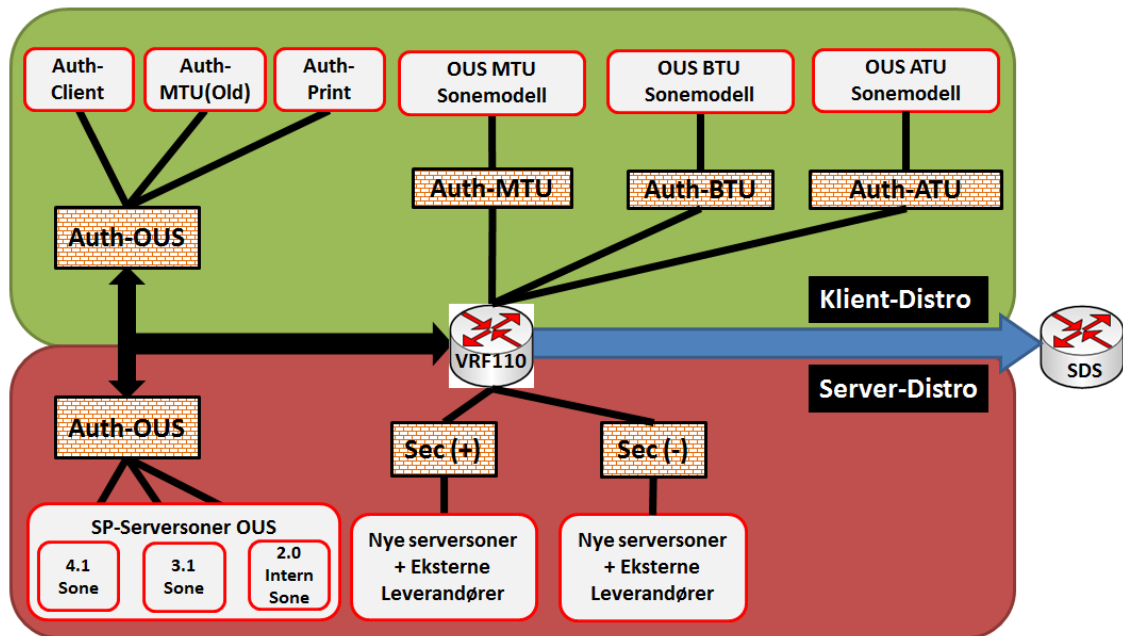 Auth-
Client
Auth-
MTU(Old)
Auth-
Print
OUS MTU
Sonemodell
OUS BTU
Sonemodell
OUS ATU
Sonemodell
Auth-MTU
Auth-BTU
Auth-ATU
Auth-OUS
Klient-Distro
VRF110
SDS
Server-Distro
Auth-OUS
Sec (+)
Sec (-)
SP-Serversoner OUS
4.1
Sone
3.1
Sone
2.0
Intern
Sone
Nye serversoner
+ Eksterne
Leverandører
Nye serversoner
+ Eksterne
Leverandører